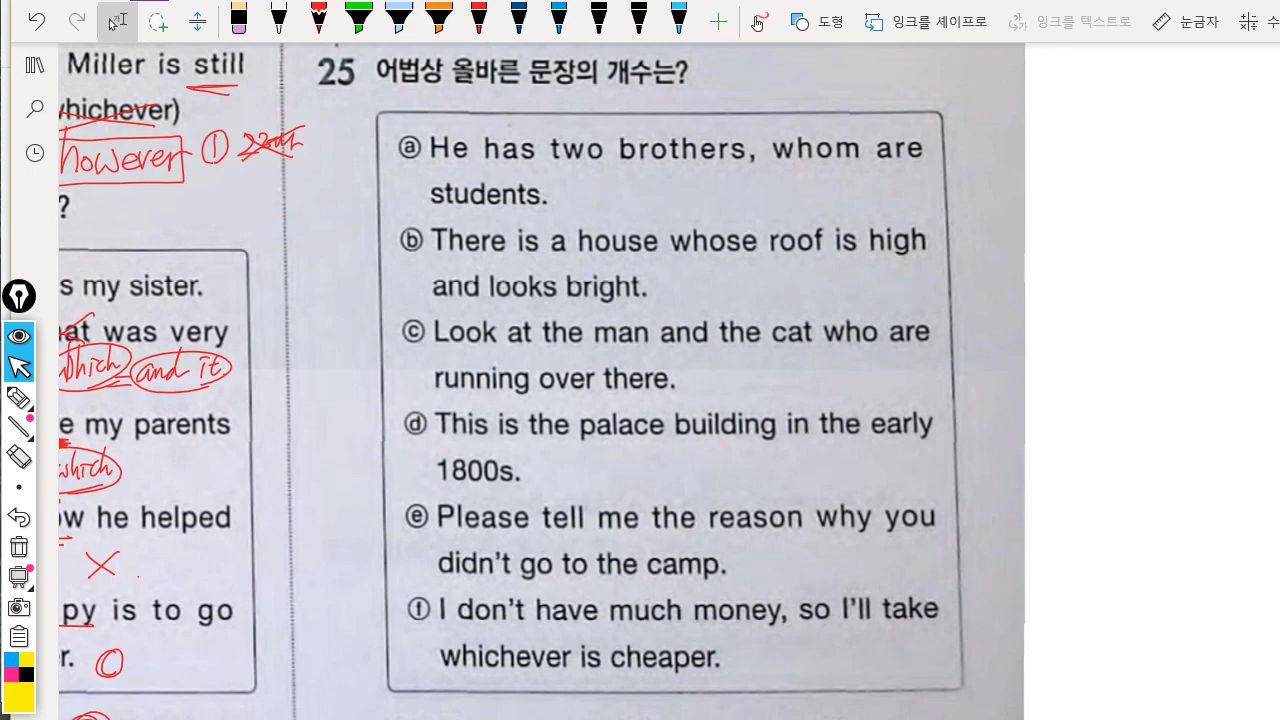 도형
잉크를 셰이프로
잉크를 텍스트로
눈금자
수
Miller is still
whichever)
however ①
?
s my sister.
at was very
which and it
e my parents
which
ow he helped
py is to go
r.
25 어법상 올바른 문장의 개수는?
ⓐ He has two brothers, whom are
students.
ⓑ There is a house whose roof is high
and looks bright.
ⓒ Look at the man and the cat who are
running over there.
ⓓ This is the palace building in the early
1800s.
ⓔ Please tell me the reason why you
didn't go to the camp.
ⓕ I don't have much money, so I'll take
whichever is cheaper.